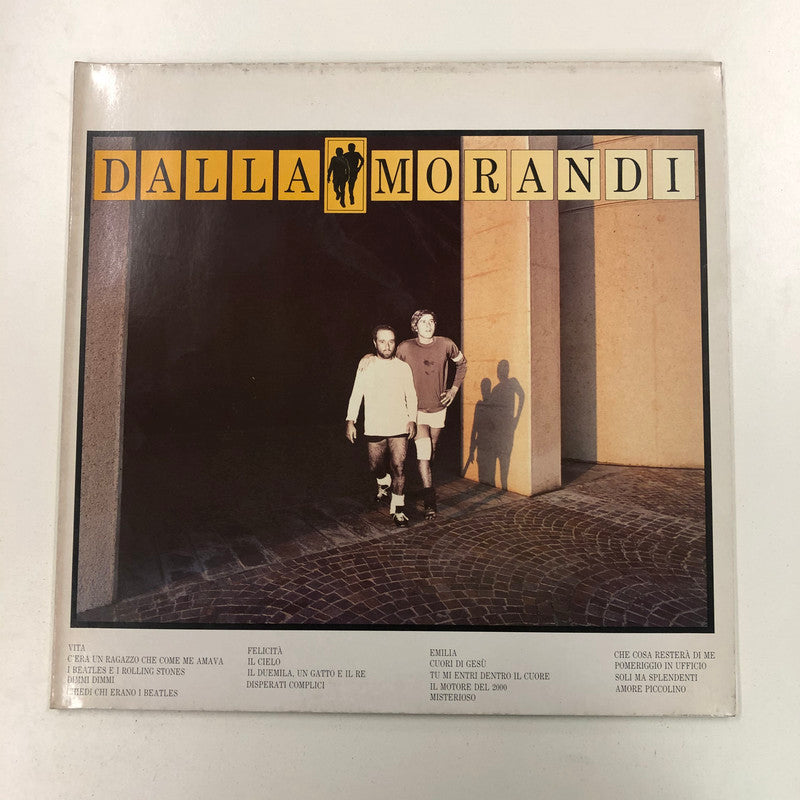 DALLA MORANDI
VITA
C'ERA UN RAGAZZO CHE COME ME AMAVA
I BEATLES E I ROLLING STONES
DIMMI DIMMI
CHIEDI CHI ERANO I BEATLES
FELICITÀ
IL CIELO
IL DUEMILA, UN GATTO E IL RE
DISPERATI COMPLICI
EMILIA
CUORI DI GESÙ
TU MI ENTRI DENTRO IL CUORE
IL MOTORE DEL 2000
MISTERIOSO
CHE COSA RESTERÀ DI ME
POMERIGGIO IN UFFICIO
SOLI MA SPLENDENTI
AMORE PICCOLINO